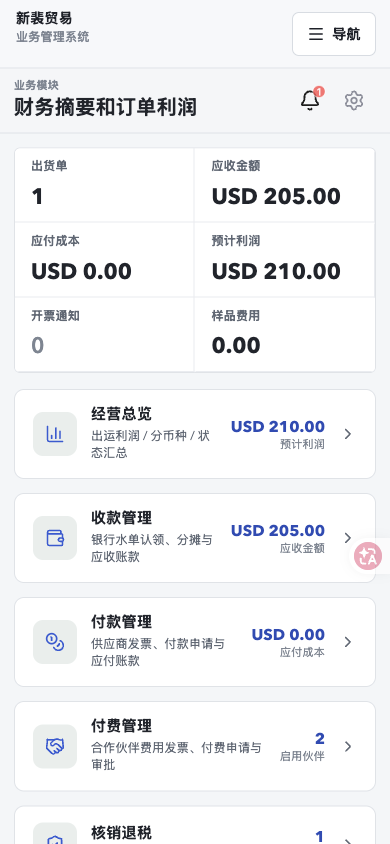 新裴贸易
业务管理系统
导航
业务模块
财务摘要和订单利润
1
出货单
应收金额
1
USD 205.00
应付成本
预计利润
USD 0.00
USD 210.00
开票通知
样品费用
0
0.00
经营总览
出运利润 / 分币种 / 状
态汇总
USD 210.00
预计利润
收款管理
银行水单认领、分摊与
应收账款
USD 205.00
应收金额
付款管理
供应商发票、付款申请与
应付账款
USD 0.00
应付成本
付费管理
合作伙伴费用发票、付费申请与
审批
2
启用伙伴
核销退税
1